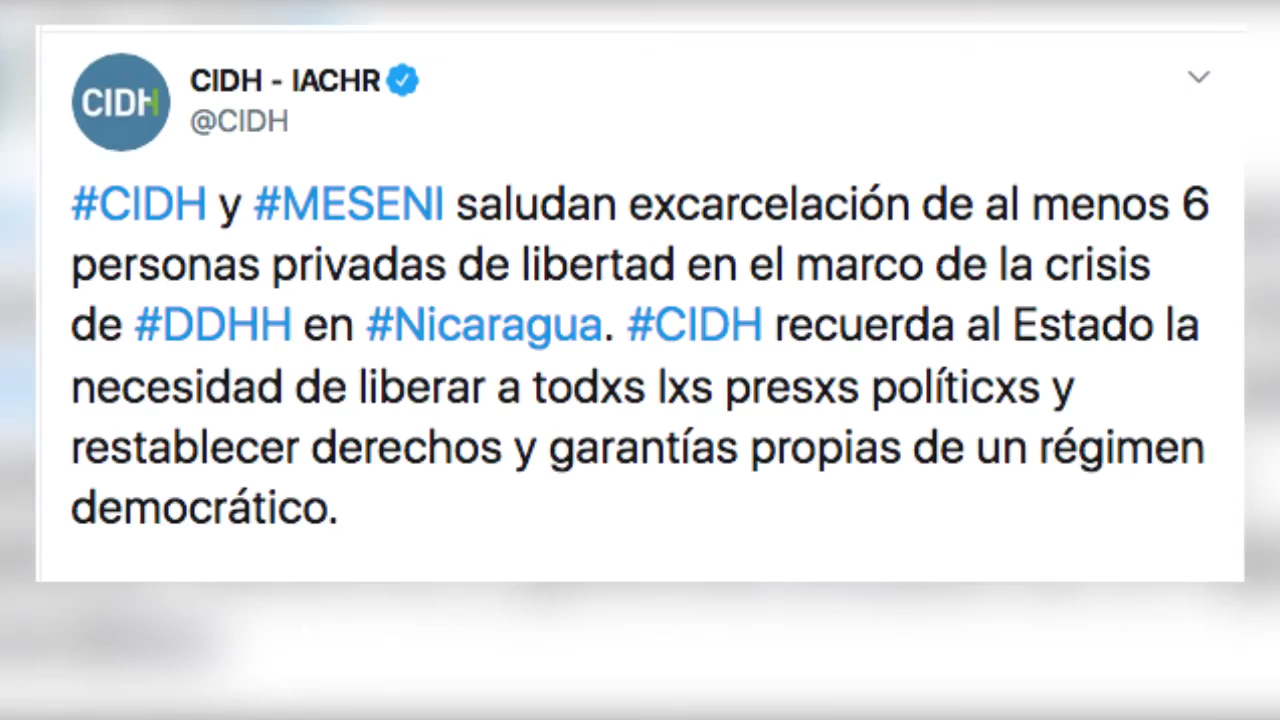 CIDH
CIDH - IACHR
@CIDH
#CIDH y #MESENI saludan excarcelación de al menos 6
personas privadas de libertad en el marco de la crisis
de #DDHH en #Nicaragua. #CIDH recuerda al Estado la
necesidad de liberar a todxs lxs presxs políticxs y
restablecer derechos y garantías propias de un régimen
democrático.